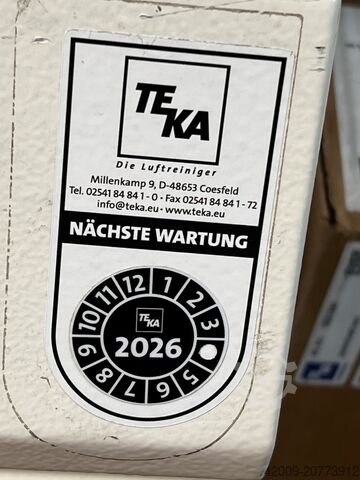 TEKA
Die Luftreiniger
Millenkamp 9, D-48653 Coesfeld
Tel. 02541 84 84 1 - 0 • Fax 02541 84 84 1 - 72
info@teka.eu • www.teka.eu
NÄCHSTE WARTUNG
1 2 3 5 6 7 8 9 10 11 12
TEKA
2026
42009-20773912